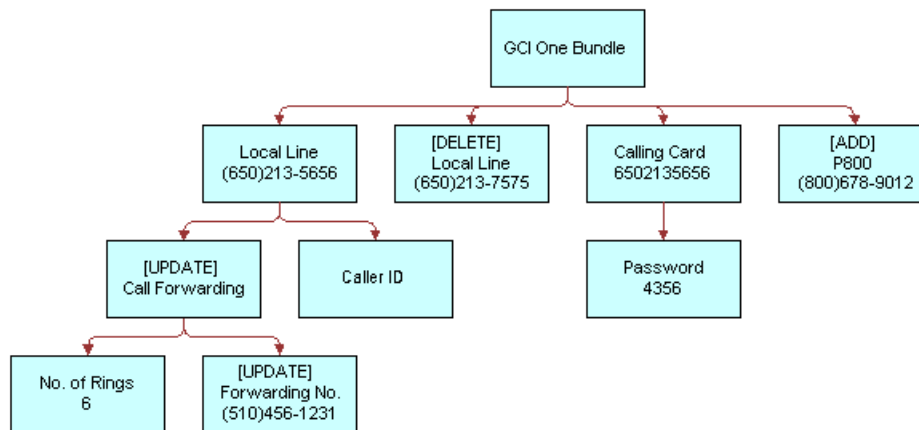 GCI One Bundle
Local Line
(650)213-5656
[DELETE]
Local Line
(650)213-7575
Calling Card
6502135656
[ADD]
P800
(800)678-9012
[UPDATE]
Call Forwarding
Caller ID
Password
4356
No. of Rings
6
[UPDATE]
Forwarding No.
(510)456-1231